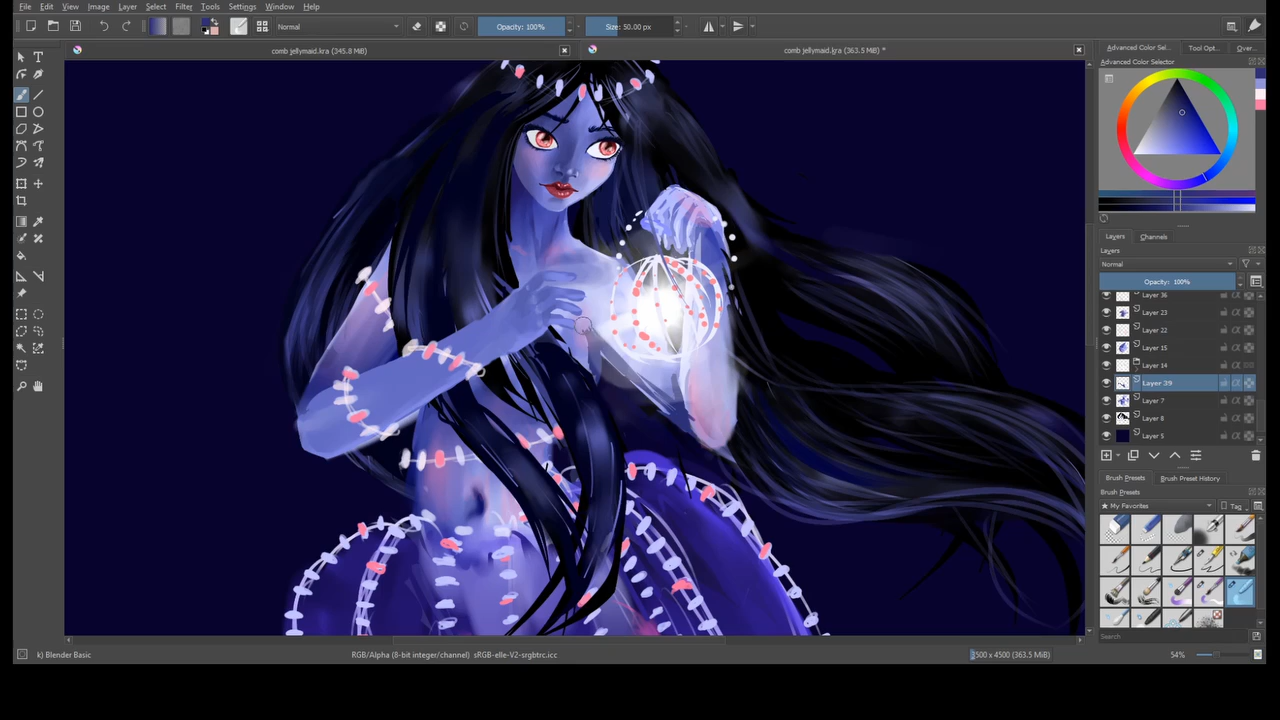 File Edit View Image Layer Select Filter Tools Settings Window Help
Normal Opacity: 100% Size: 50.00 px
comb jellymaid.kra (345.8 MiB) comb jellymaid.kra (363.5 MiB) *
Advanced Color Sel... Tool Opt... Over...
Advanced Color Selector
Layers Channels
Layers
Normal
Opacity: 100%
Layer 36
Layer 23
Layer 22
Layer 15
Layer 14
Layer 39
Layer 7
Layer 8
Layer 5
Brush Presets Brush Preset History
Brush Presets
★ My Favorites Tag
Search
k) Blender Basic RGB/Alpha (8-bit integer/channel) sRGB-elle-V2-srgbtrc.icc 3500 x 4500 (363.5 MiB) 54%